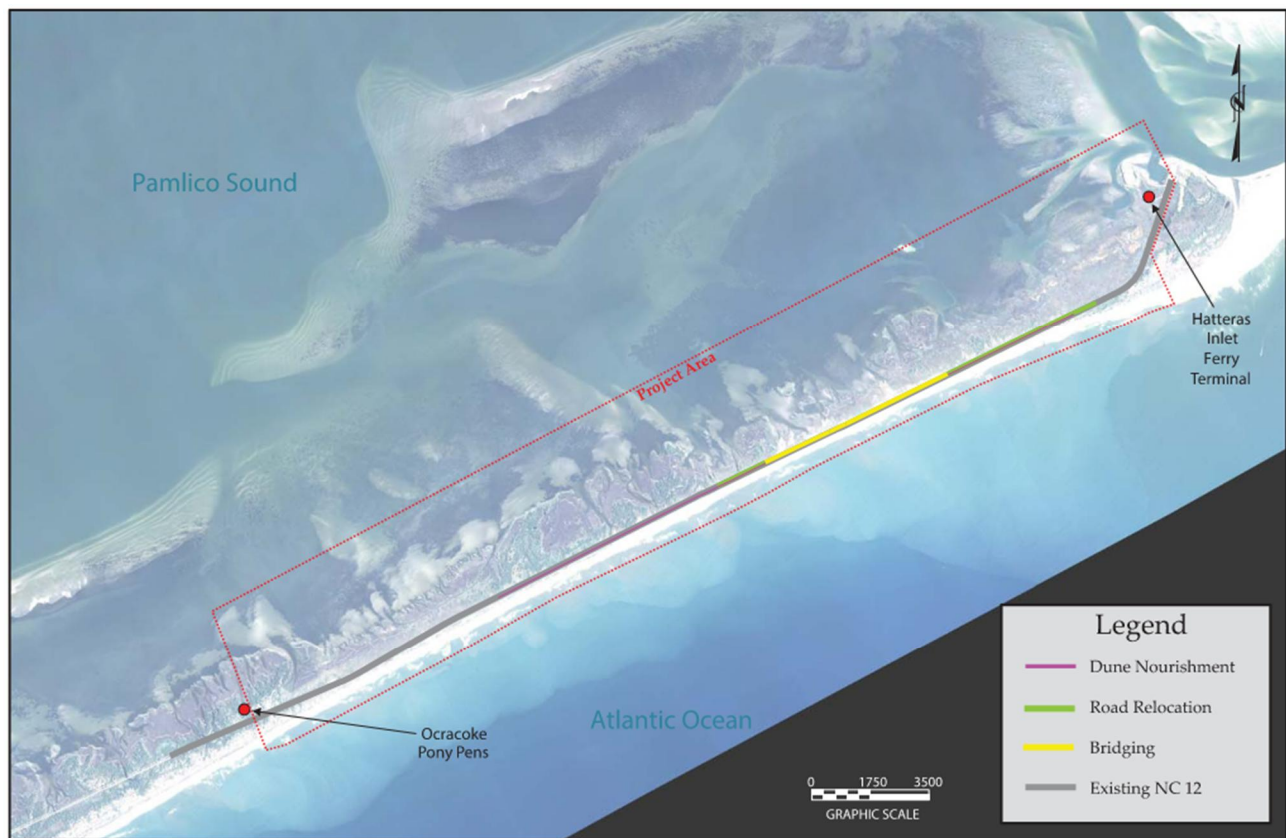 Pamlico Sound
N
Project Area
Hatteras
Inlet
Ferry
Terminal
Ocracoke
Pony Pens
Atlantic Ocean
0 1750 3500
GRAPHIC SCALE
Legend
Dune Nourishment
Road Relocation
Bridging
Existing NC 12